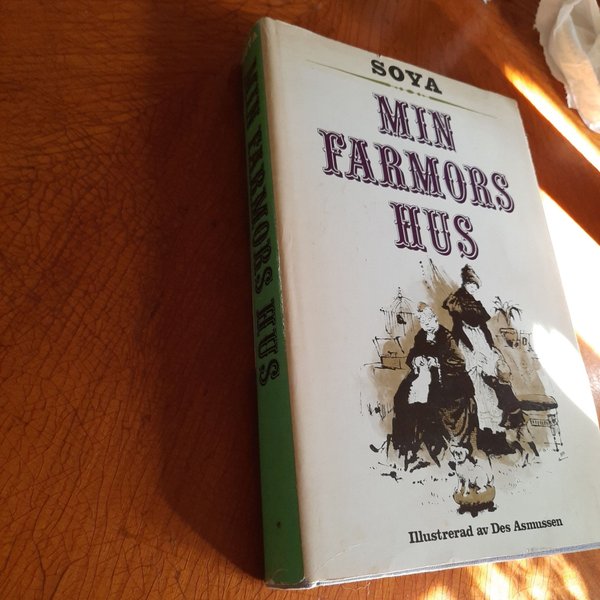 SOYA
MIN
FARMORS
HUS
Illustrerad av Des Asmussen
MIN FARMORS HUS